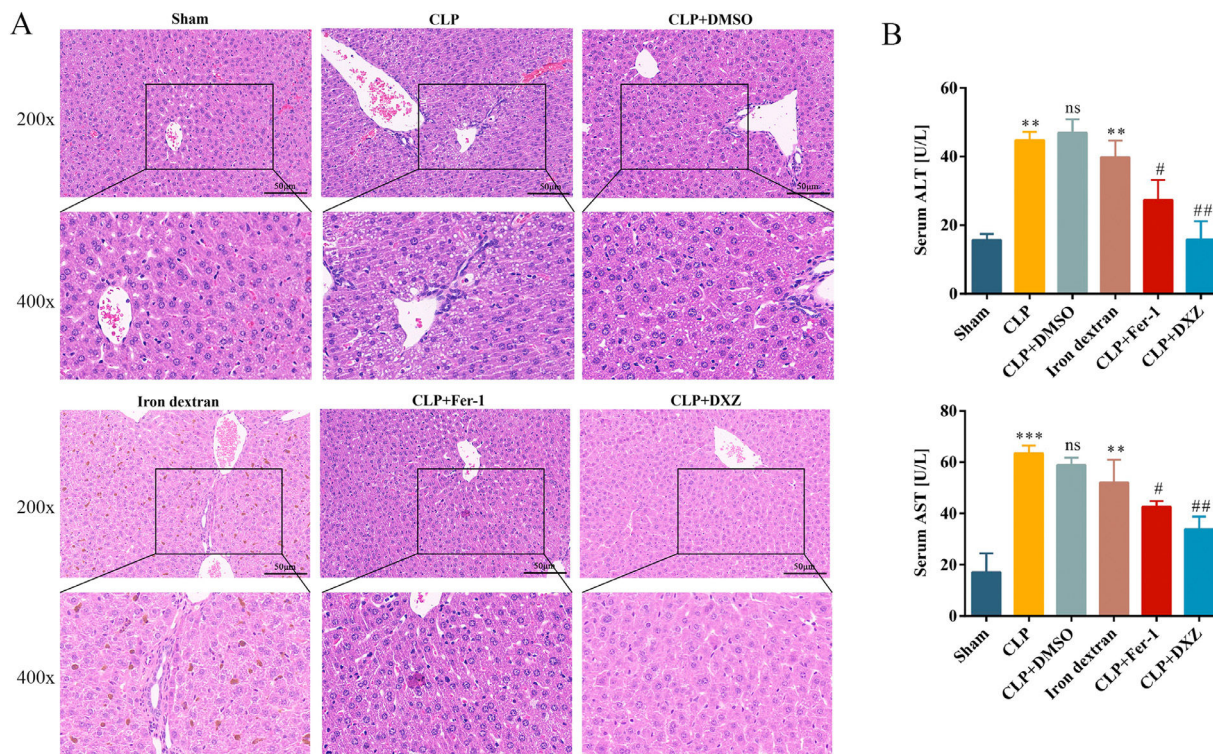 A
Sham
CLP
CLP+DMSO
200x
50μm
50μm
50μm
400x
Iron dextran
CLP+Fer-1
CLP+DXZ
200x
50μm
50μm
50μm
400x
B
Serum ALT [U/L]
60
40
20
0
**
ns
**
#
##
Sham
CLP
CLP+DMSO
Iron dextran
CLP+Fer-1
CLP+DXZ
Serum AST [U/L]
80
60
40
20
0
***
ns
**
#
##
Sham
CLP
CLP+DMSO
Iron dextran
CLP+Fer-1
CLP+DXZ